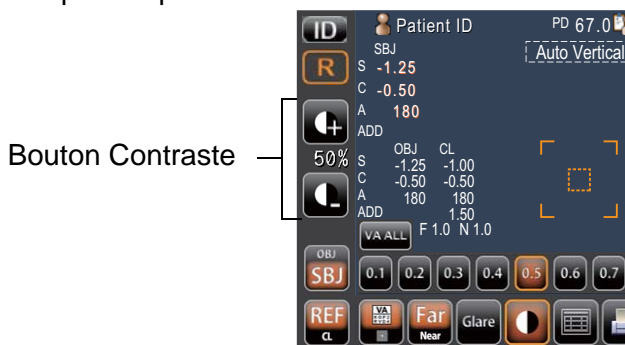 ID
Patient ID
PD 67.0
R
SBJ
Auto Vertical
S -1.25
C -0.50
A 180
ADD
Bouton Contraste
50%
OBJ CL
S -1.25 -1.00
C -0.50 -0.50
A 180 180
ADD 1.50
VA ALL F 1.0 N 1.0
OBJ
SBJ
0.1 0.2 0.3 0.4 0.5 0.6 0.7
REF
CL
VA
Far
Near
Glare